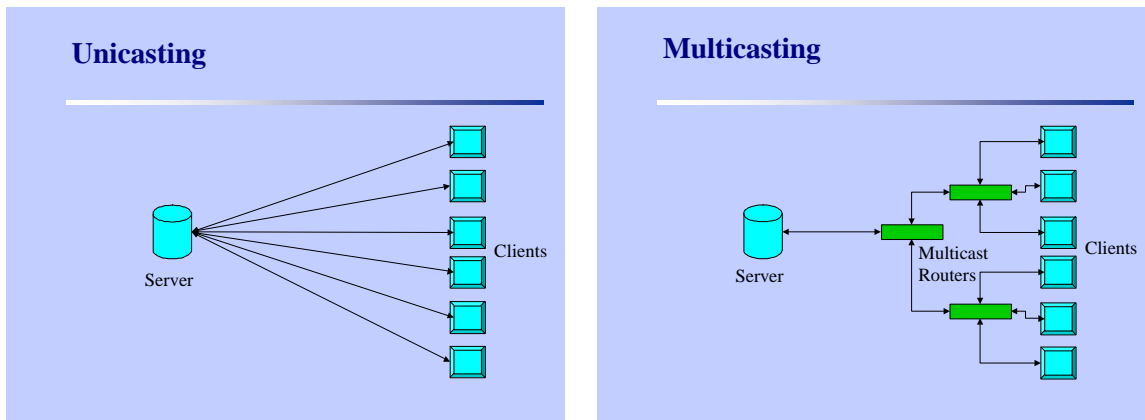 Unicasting
Server
Clients
Multicasting
Server
Multicast
Routers
Clients